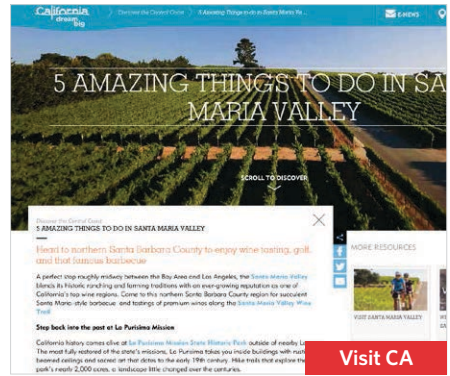 California
dream
big
Discover the Central Coast
5 Amazing Things to do in Santa Maria Va...
E-NEWS
5 AMAZING THINGS TO DO IN SA
MARIA VALLEY
SCROLL TO DISCOVER
Discover the Central Coast
5 AMAZING THINGS TO DO IN SANTA MARIA VALLEY
Head to northern Santa Barbara County to enjoy wine tasting, golf,
and that famous barbecue
A perfect stop roughly midway between the Bay Area and Los Angeles, the Santa Maria Valley
blends its historic ranching and farming traditions with an ever-growing reputation as one of
California's top wine regions. Come to this northern Santa Barbara region for succulent
Santa Maria-style barbecue and tastings of premium wines along the Santa Maria Valley Wine
Trail
Step back into the past at La Purisima Mission
California history comes alive at La Purisima Mission State Historic Park outside of nearby
The most fully restored of the state's missions, La Purisima takes you inside buildings with
beamed ceilings and sacred art that dates to the early 19th century. Hike trails that explore the
park's nearly 2,000 acres, a landscape little changed over the centuries.
MORE RESOURCES
VISIT SANTA MARIA VALLEY
Visit CA